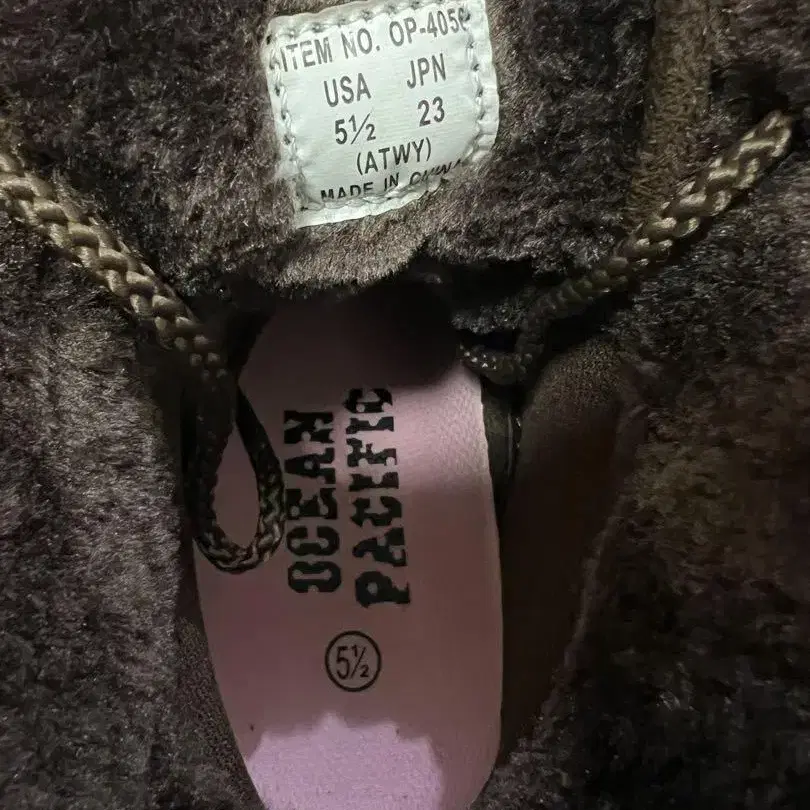 ITEM NO. OP-405
USA JPN
5½ 23
(ATWY)
MADE IN CHINA
OCEAN
PACIFIC
5½